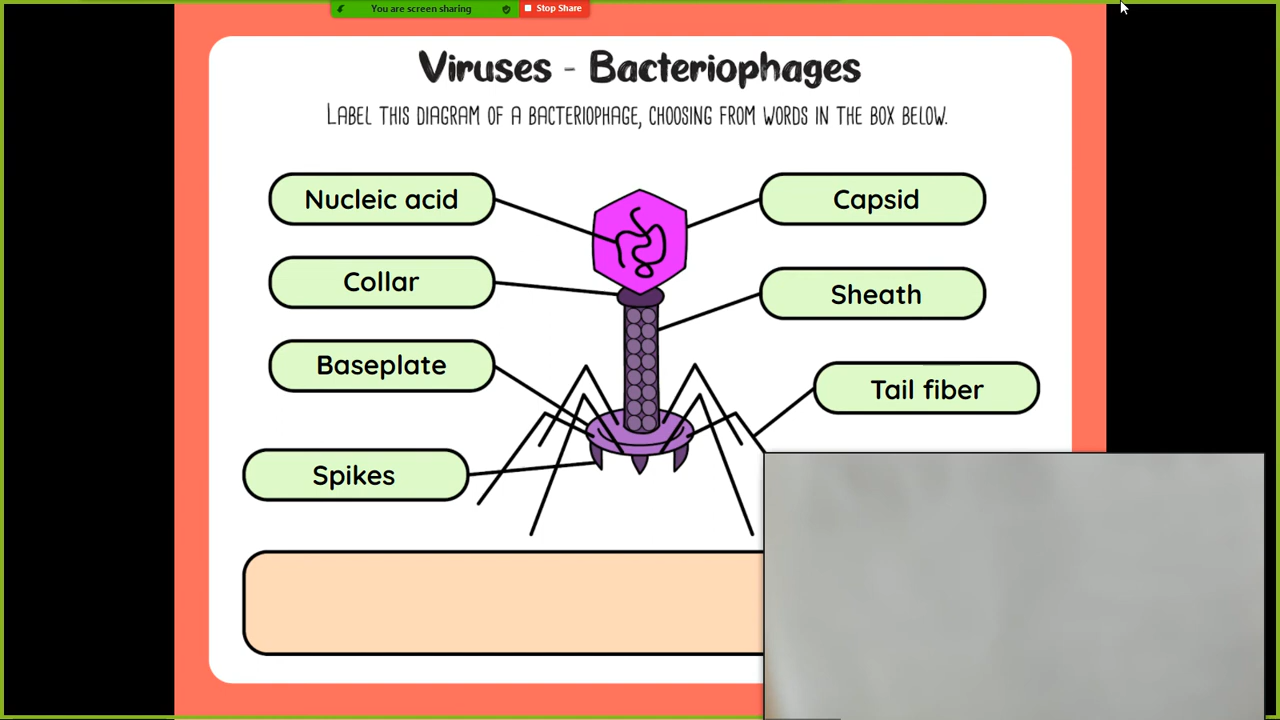 You are screen sharing
Stop Share
Viruses - Bacteriophages
LABEL THIS DIAGRAM OF A BACTERIOPHAGE, CHOOSING FROM WORDS IN THE BOX BELOW.
Nucleic acid
Capsid
Collar
Sheath
Baseplate
Tail fiber
Spikes